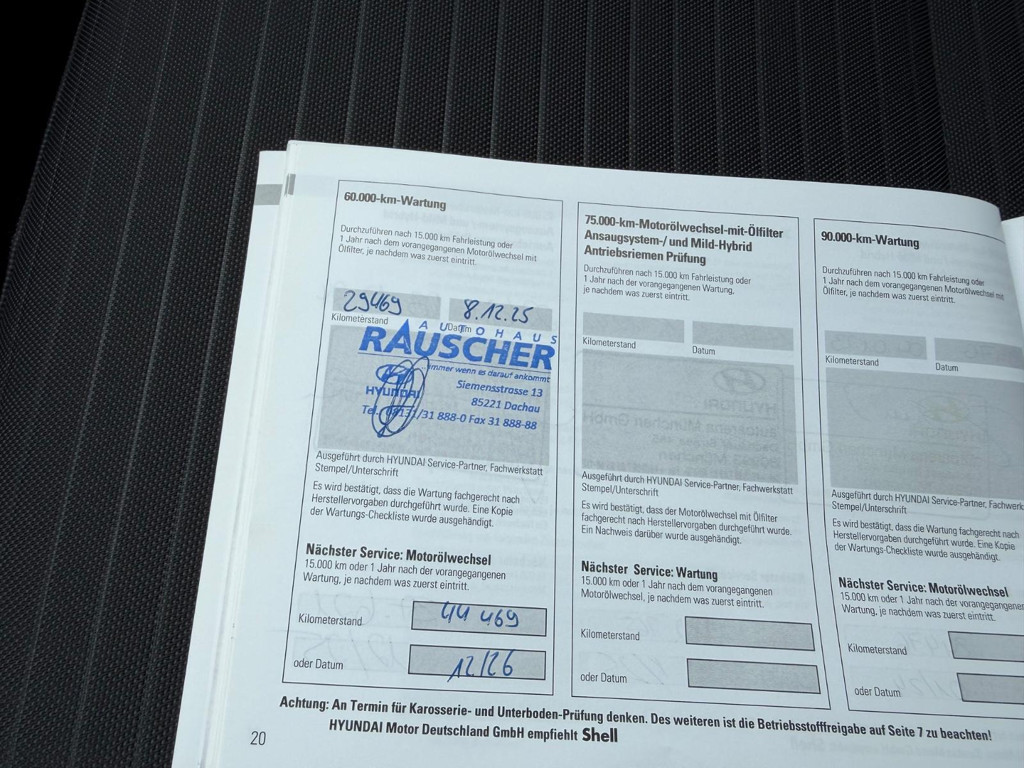 60.000-km-Wartung
Durchzuführen nach 15.000 km Fahrleistung oder
1 Jahr nach dem vorangegangenen Motorölwechsel mit
Ölfilter, je nachdem was zuerst eintritt.
29469
8.12.25
Kilometerstand
Datum
AUTOHAUS
RAUSCHER
...immer wenn es darauf ankommt
HYUNDAI
Siemensstrasse 13
85221 Dachau
Tel. 08131/31 888-0 Fax 31 888-88
Ausgeführt durch HYUNDAI Service-Partner, Fachwerkstatt
Stempel/Unterschrift
Es wird bestätigt, dass die Wartung fachgerecht nach
Herstellervorgaben durchgeführt wurde. Eine Kopie
der Wartungs-Checkliste wurde ausgehändigt.
Nächster Service: Motorölwechsel
15.000 km oder 1 Jahr nach der vorangegangenen
Wartung, je nachdem was zuerst eintritt.
Kilometerstand
44 469
oder Datum
12/26
75.000-km-Motorölwechsel-mit-Ölfilter
Ansaugsystem-/ und Mild-Hybrid
Antriebsriemen Prüfung
Durchzuführen nach 15.000 km Fahrleistung oder
1 Jahr nach der vorangegangenen Wartung,
je nachdem was zuerst eintritt.
Kilometerstand
Datum
Ausgeführt durch HYUNDAI Service-Partner, Fachwerkstatt
Stempel/Unterschrift
Es wird bestätigt, dass der Motorölwechsel mit Ölfilter
fachgerecht nach Herstellervorgaben durchgeführt wurde.
Ein Nachweis darüber wurde ausgehändigt.
Nächster Service: Wartung
15.000 km oder 1 Jahr nach dem vorangegangenen
Motorölwechsel, je nachdem was zuerst eintritt.
Kilometerstand
oder Datum
90.000-km-Wartung
Durchzuführen nach 15.000 km Fahrleistung oder
1 Jahr nach dem vorangegangenen Motorölwechsel mit
Ölfilter, je nachdem was zuerst eintritt.
Kilometerstand
Datum
Ausgeführt durch HYUNDAI Service-Partner, Fachwerk
Stempel/Unterschrift
Es wird bestätigt, dass die Wartung fachgerecht nach
Herstellervorgaben durchgeführt wurde. Eine Kopie
der Wartungs-Checkliste wurde ausgehändigt.
Nächster Service: Motorölwechsel
15.000 km oder 1 Jahr nach der vorangegangenen
Wartung, je nachdem was zuerst eintritt.
Kilometerstand
oder Datum
Achtung: An Termin für Karosserie- und Unterboden-Prüfung denken. Des weiteren ist die Betriebsstofffreigabe auf Seite 7 zu beachten!
HYUNDAI Motor Deutschland GmbH empfiehlt Shell
20